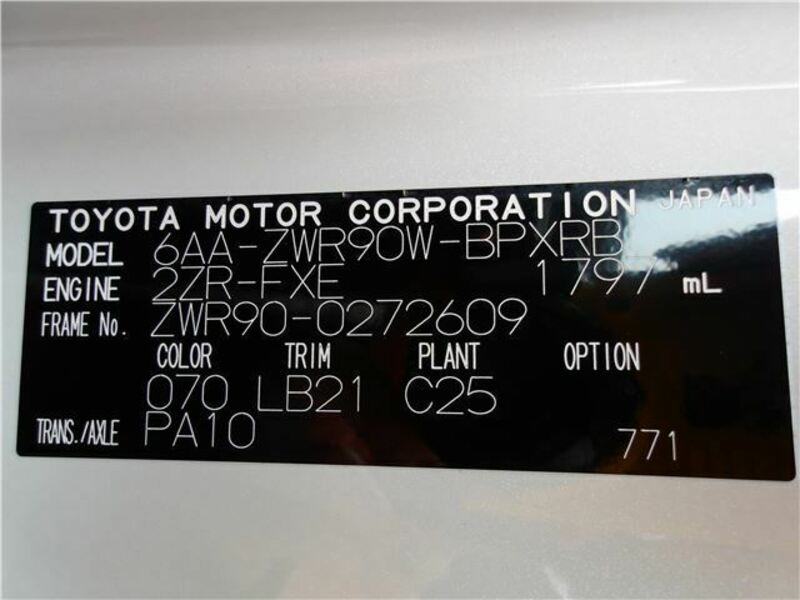 TOYOTA MOTOR CORPORATION JAPAN
MODEL 6AA-ZWR90W-BPXRB
ENGINE 2ZR-FXE 1797 mL
FRAME No. ZWR90-0272609
COLOR TRIM PLANT OPTION
070 LB21 C25
TRANS./AXLE PA10 771